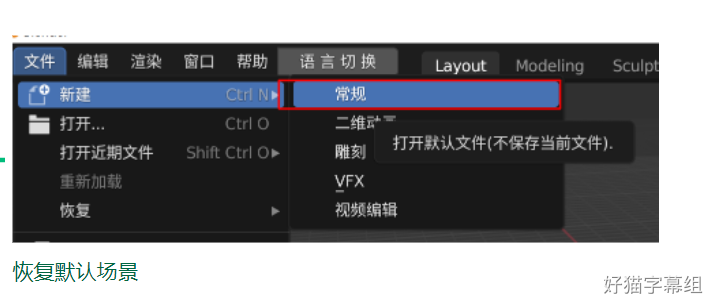 文件 编辑 渲染 窗口 帮助 语言切换 Layout Modeling Sculpt
新建 Ctrl N 常规
打开... Ctrl O 二维动画
打开默认文件(不保存当前文件).
打开近期文件 Shift Ctrl O 雕刻
重新加载 VFX
恢复 视频编辑
恢复默认场景
好猫字幕组